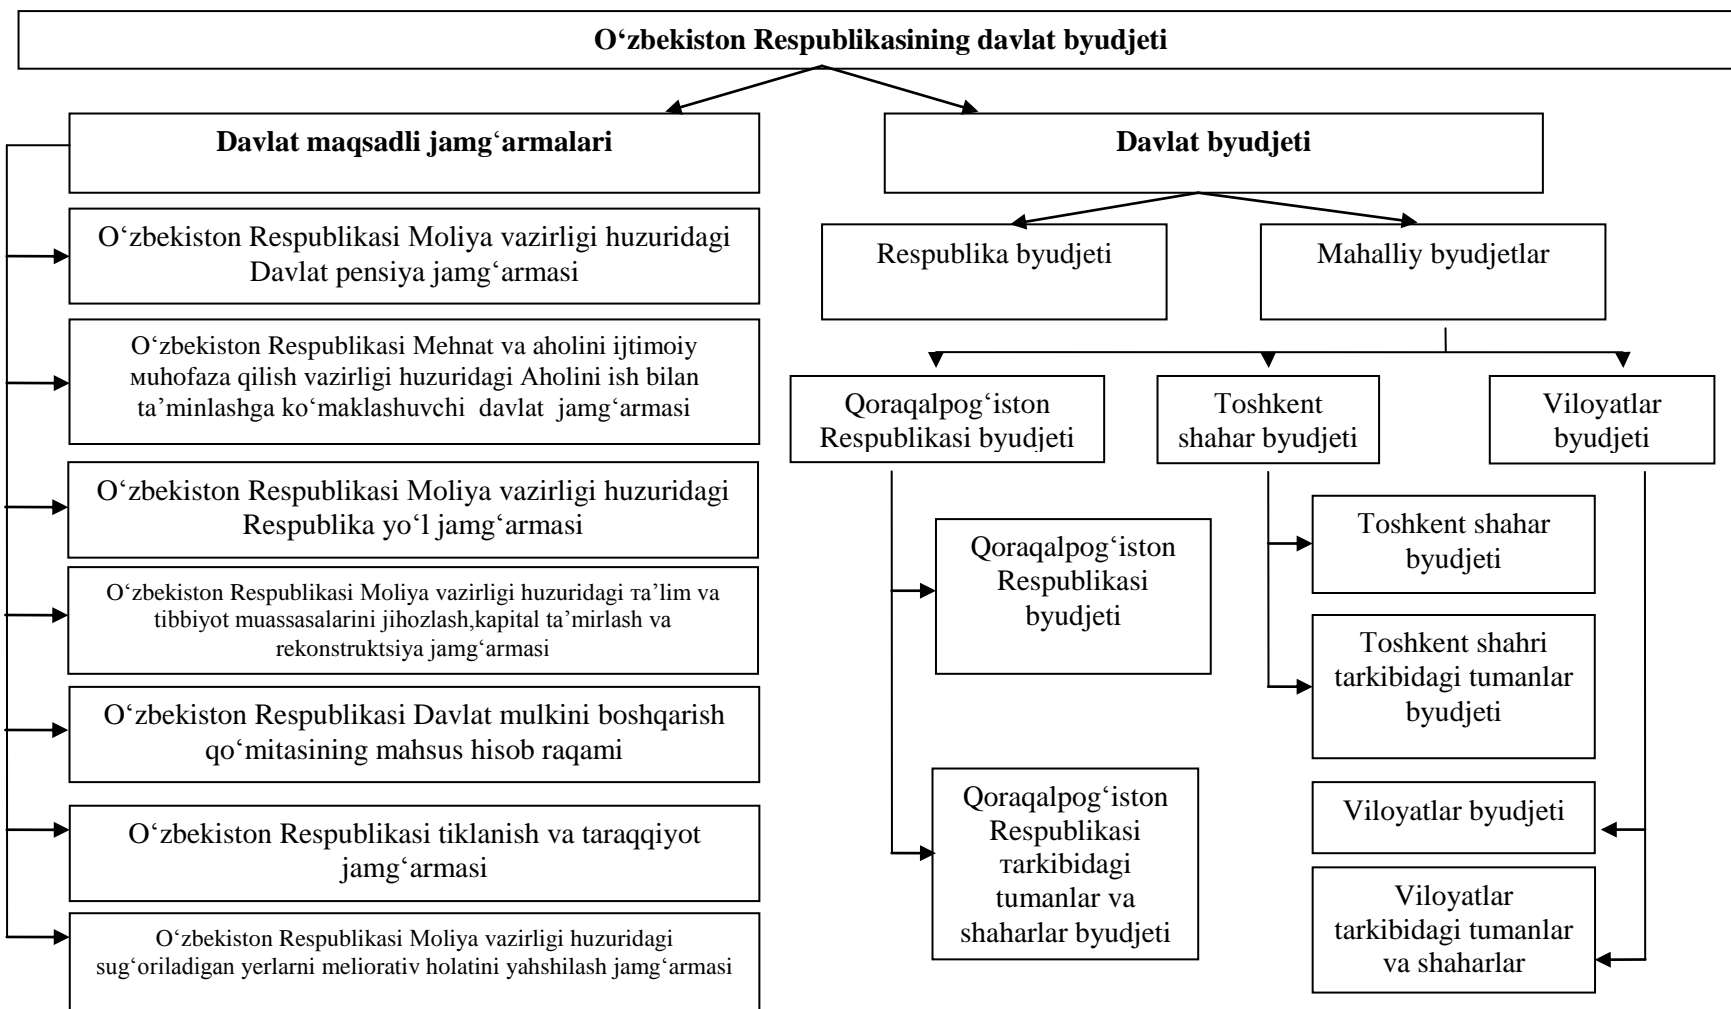 O‘zbekiston Respublikasining davlat byudjeti
Davlat maqsadli jamg‘armalari
O‘zbekiston Respublikasi Moliya vazirligi huzuridagi
Davlat pensiya jamg‘armasi
O‘zbekiston Respublikasi Mehnat va aholini ijtimoiy
мuhofaza qilish vazirligi huzuridagi Aholini ish bilan
ta’minlashga ko‘maklashuvchi davlat jamg‘armasi
O‘zbekiston Respublikasi Moliya vazirligi huzuridagi
Respublika yo‘l jamg‘armasi
O‘zbekiston Respublikasi Moliya vazirligi huzuridagi тa’lim va
tibbiyot muassasalarini jihozlash,kapital ta’mirlash va
rekonstruktsiya jamg‘armasi
O‘zbekiston Respublikasi Davlat mulkini boshqarish
qo‘mitasining mahsus hisob raqami
O‘zbekiston Respublikasi tiklanish va taraqqiyot
jamg‘armasi
O‘zbekiston Respublikasi Moliya vazirligi huzuridagi
sug‘oriladigan yerlarni meliorativ holatini yahshilash jamg‘armasi
Davlat byudjeti
Respublika byudjeti
Mahalliy byudjetlar
Qoraqalpog‘iston
Respublikasi byudjeti
Toshkent
shahar byudjeti
Viloyatlar
byudjeti
Qoraqalpog‘iston
Respublikasi
byudjeti
Qoraqalpog‘iston
Respublikasi
тarkibidagi
tumanlar va
shaharlar byudjeti
Toshkent shahar
byudjeti
Toshkent shahri
tarkibidagi tumanlar
byudjeti
Viloyatlar byudjeti
Viloyatlar
tarkibidagi tumanlar
va shaharlar